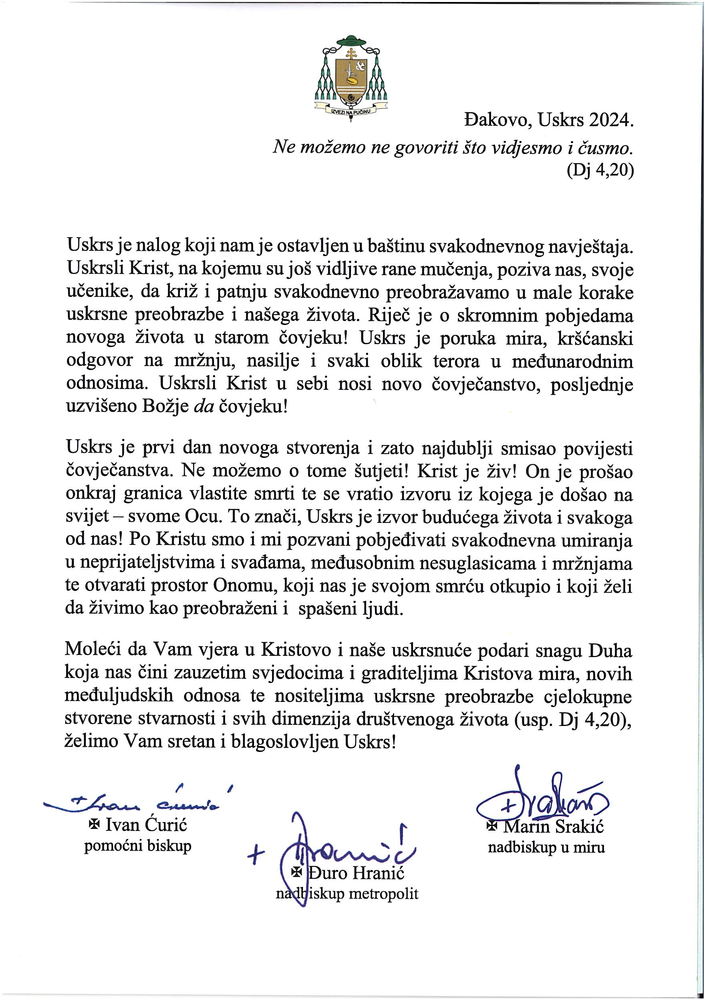 IZVEZI NA PUČINU
Đakovo, Uskrs 2024.
Ne možemo ne govoriti što vidjesmo i čusmo.
(Dj 4,20)
Uskrs je nalog koji nam je ostavljen u baštinu svakodnevnog navještaja.
Uskrsli Krist, na kojemu su još vidljive rane mučenja, poziva nas, svoje
učenike, da križ i patnju svakodnevno preobražavamo u male korake
uskrsne preobrazbe i našega života. Riječ je o skromnim pobjedama
novoga života u starom čovjeku! Uskrs je poruka mira, kršćanski
odgovor na mržnju, nasilje i svaki oblik terora u međunarodnim
odnosima. Uskrsli Krist u sebi nosi novo čovječanstvo, posljednje
uzvišeno Božje da čovjeku!
Uskrs je prvi dan novoga stvorenja i zato najdublji smisao povijesti
čovječanstva. Ne možemo o tome šutjeti! Krist je živ! On je prošao
onkraj granica vlastite smrti te se vratio izvoru iz kojega je došao na
svijet – svome Ocu. To znači, Uskrs je izvor budućega života i svakoga
od nas! Po Kristu smo i mi pozvani pobjeđivati svakodnevna umiranja
u neprijateljstvima i svađama, međusobnim nesuglasicama i mržnjama
te otvarati prostor Onomu, koji nas je svojom smrću otkupio i koji želi
da živimo kao preobraženi i  spašeni ljudi.
Moleći da Vam vjera u Kristovo i naše uskrsnuće podari snagu Duha
koja nas čini zauzetim svjedocima i graditeljima Kristova mira, novih
međuljudskih odnosa te nositeljima uskrsne preobrazbe cjelokupne
stvorene stvarnosti i svih dimenzija društvenoga života (usp. Dj 4,20),
želimo Vam sretan i blagoslovljen Uskrs!
+ Ivan Ćurić
✠ Ivan Ćurić
pomoćni biskup
+ Srakić
✠ Marin Srakić
nadbiskup u miru
+ Hranić
✠ Đuro Hranić
nadbiskup metropolit